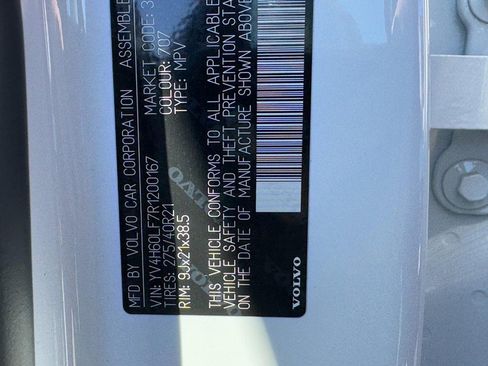 MFD BY VOLVO CAR CORPORATION ASSEMBLE
VIN: YV4H60LF7R1200167 MARKET CODE: 3
TIRES: 275/40R21 COLOUR: 707
RIM: 9Jx21x38.5 TYPE: MPV
THIS VEHICLE CONFORMS TO ALL APPLICABLE
VEHICLE SAFETY AND THEFT PREVENTION STA
ON THE DATE OF MANUFACTURE SHOWN ABOVE
VOLVO